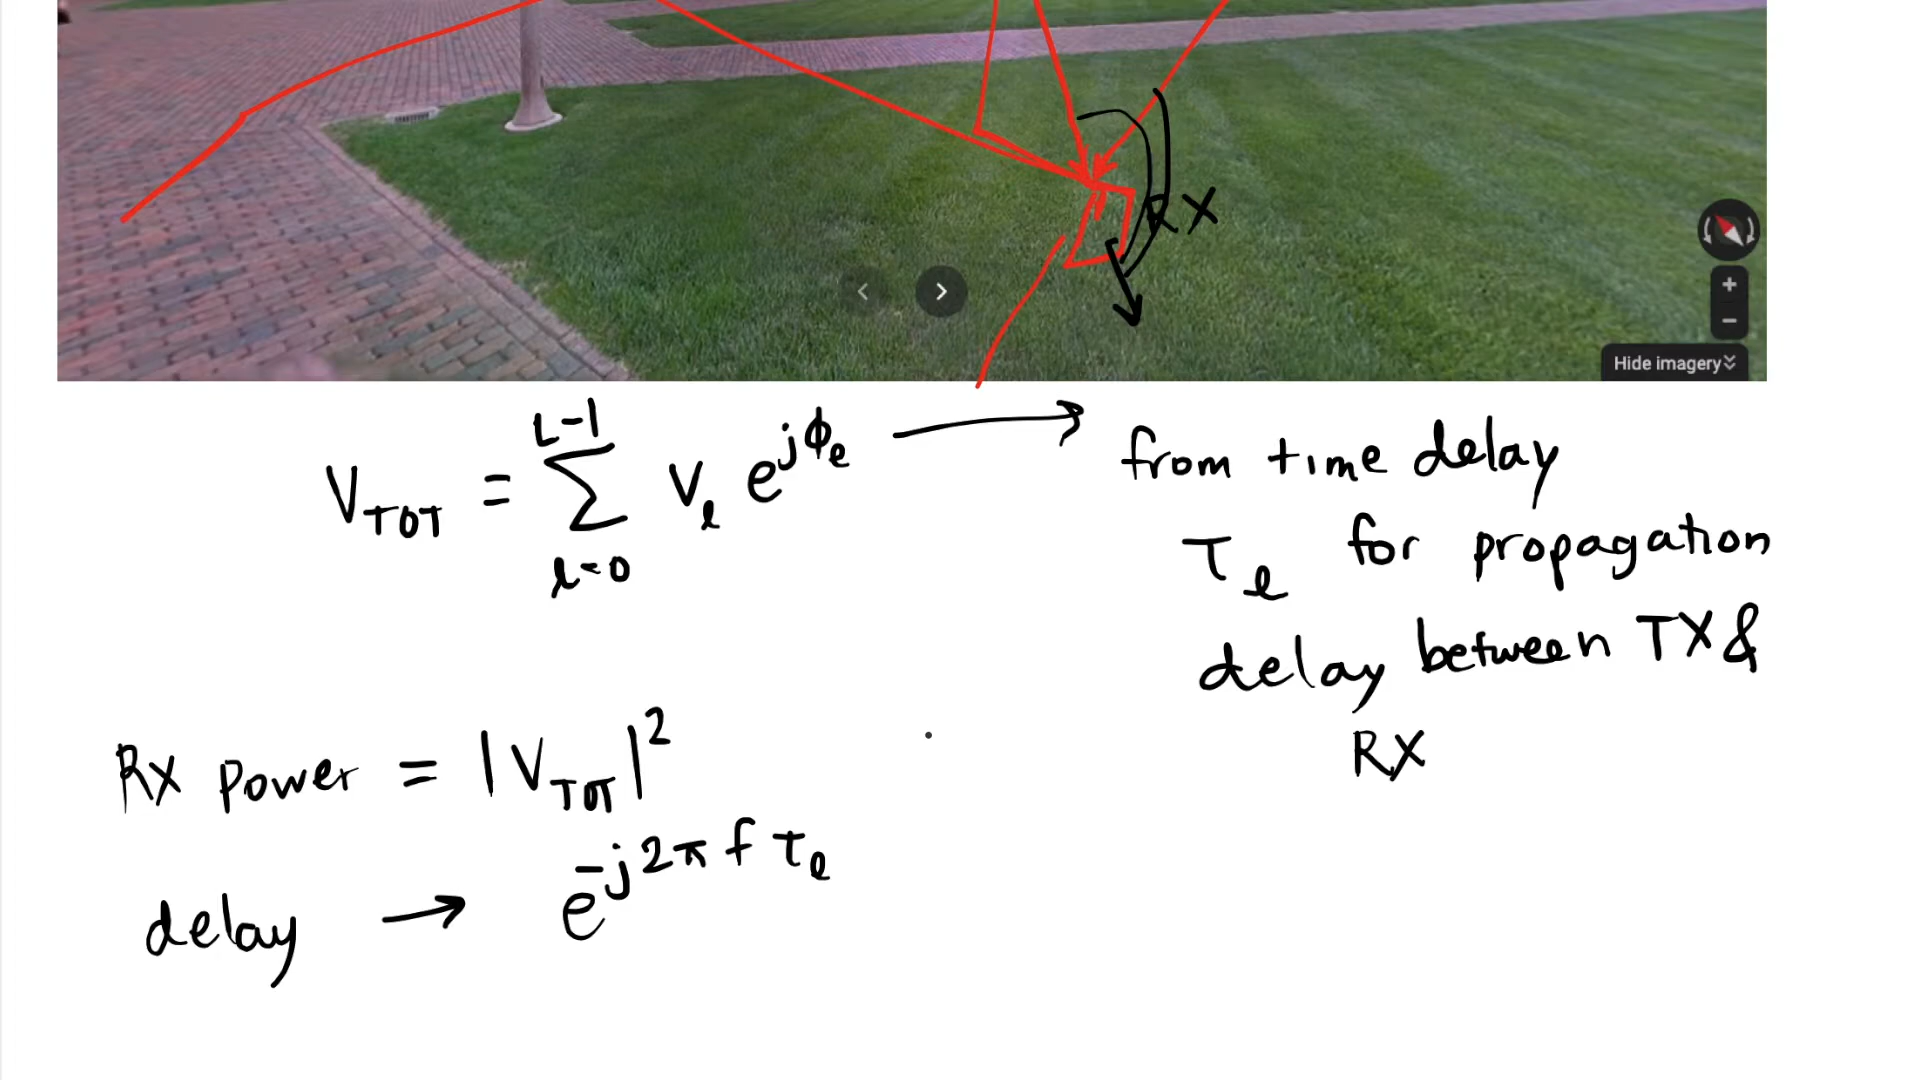 RX
Hide imagery
V_TOT = Σ_{l=0}^{L-1} V_l e^{jϕ_l} → from time delay
τ_l for propagation
delay between TX &
RX
Rx Power = |V_TOT|²
delay → e^{-j2πfτ_l}